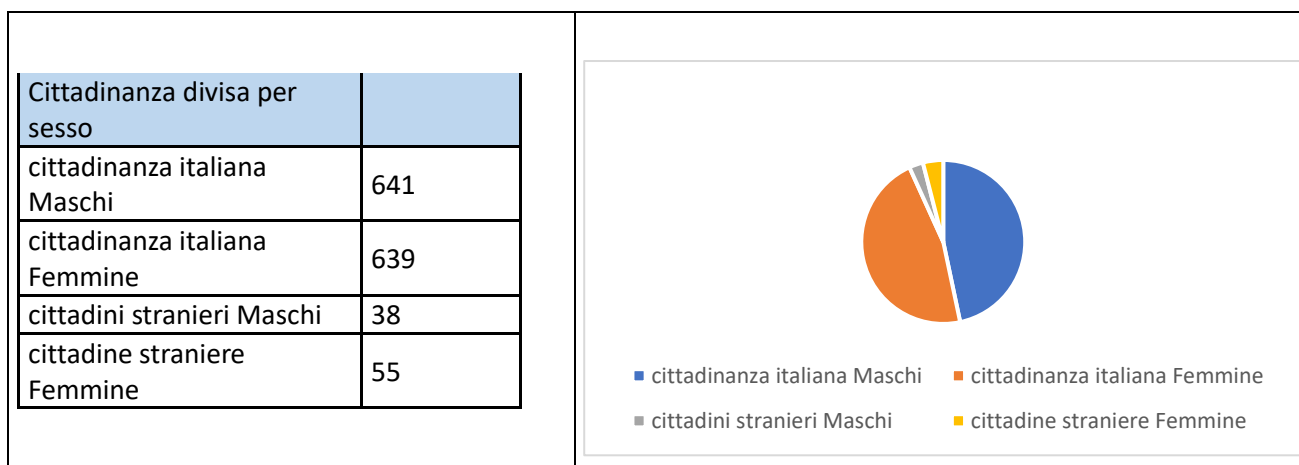 Cittadinanza divisa per
sesso
cittadinanza italiana
Maschi
641
cittadinanza italiana
Femmine
639
cittadini stranieri Maschi
38
cittadine straniere
Femmine
55
cittadinanza italiana Maschi
cittadinanza italiana Femmine
cittadini stranieri Maschi
cittadine straniere Femmine